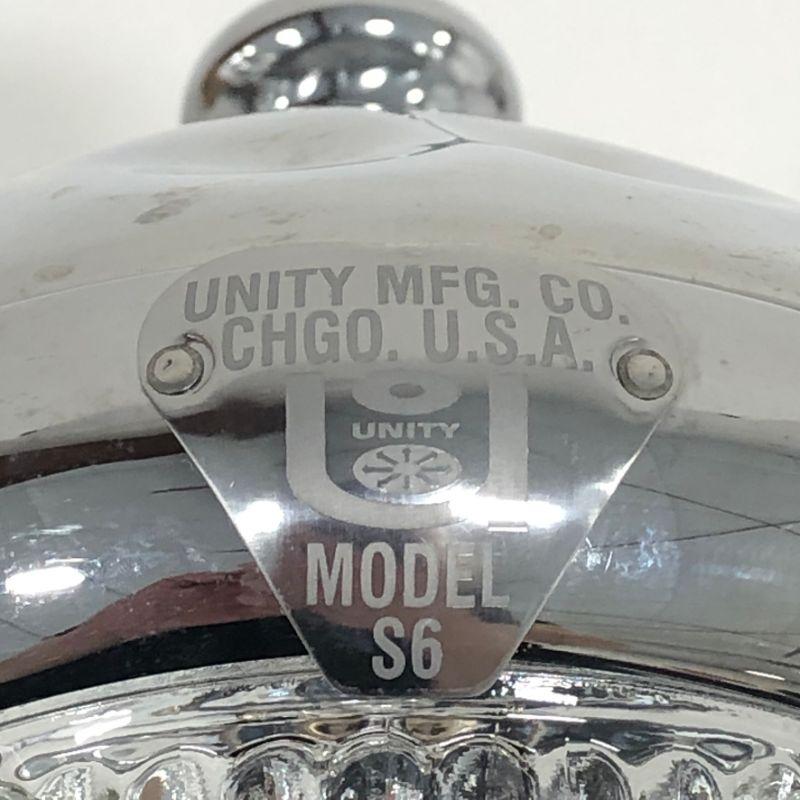 UNITY MFG. CO.
CHGO. U.S.A.
UNITY
MODEL
S6